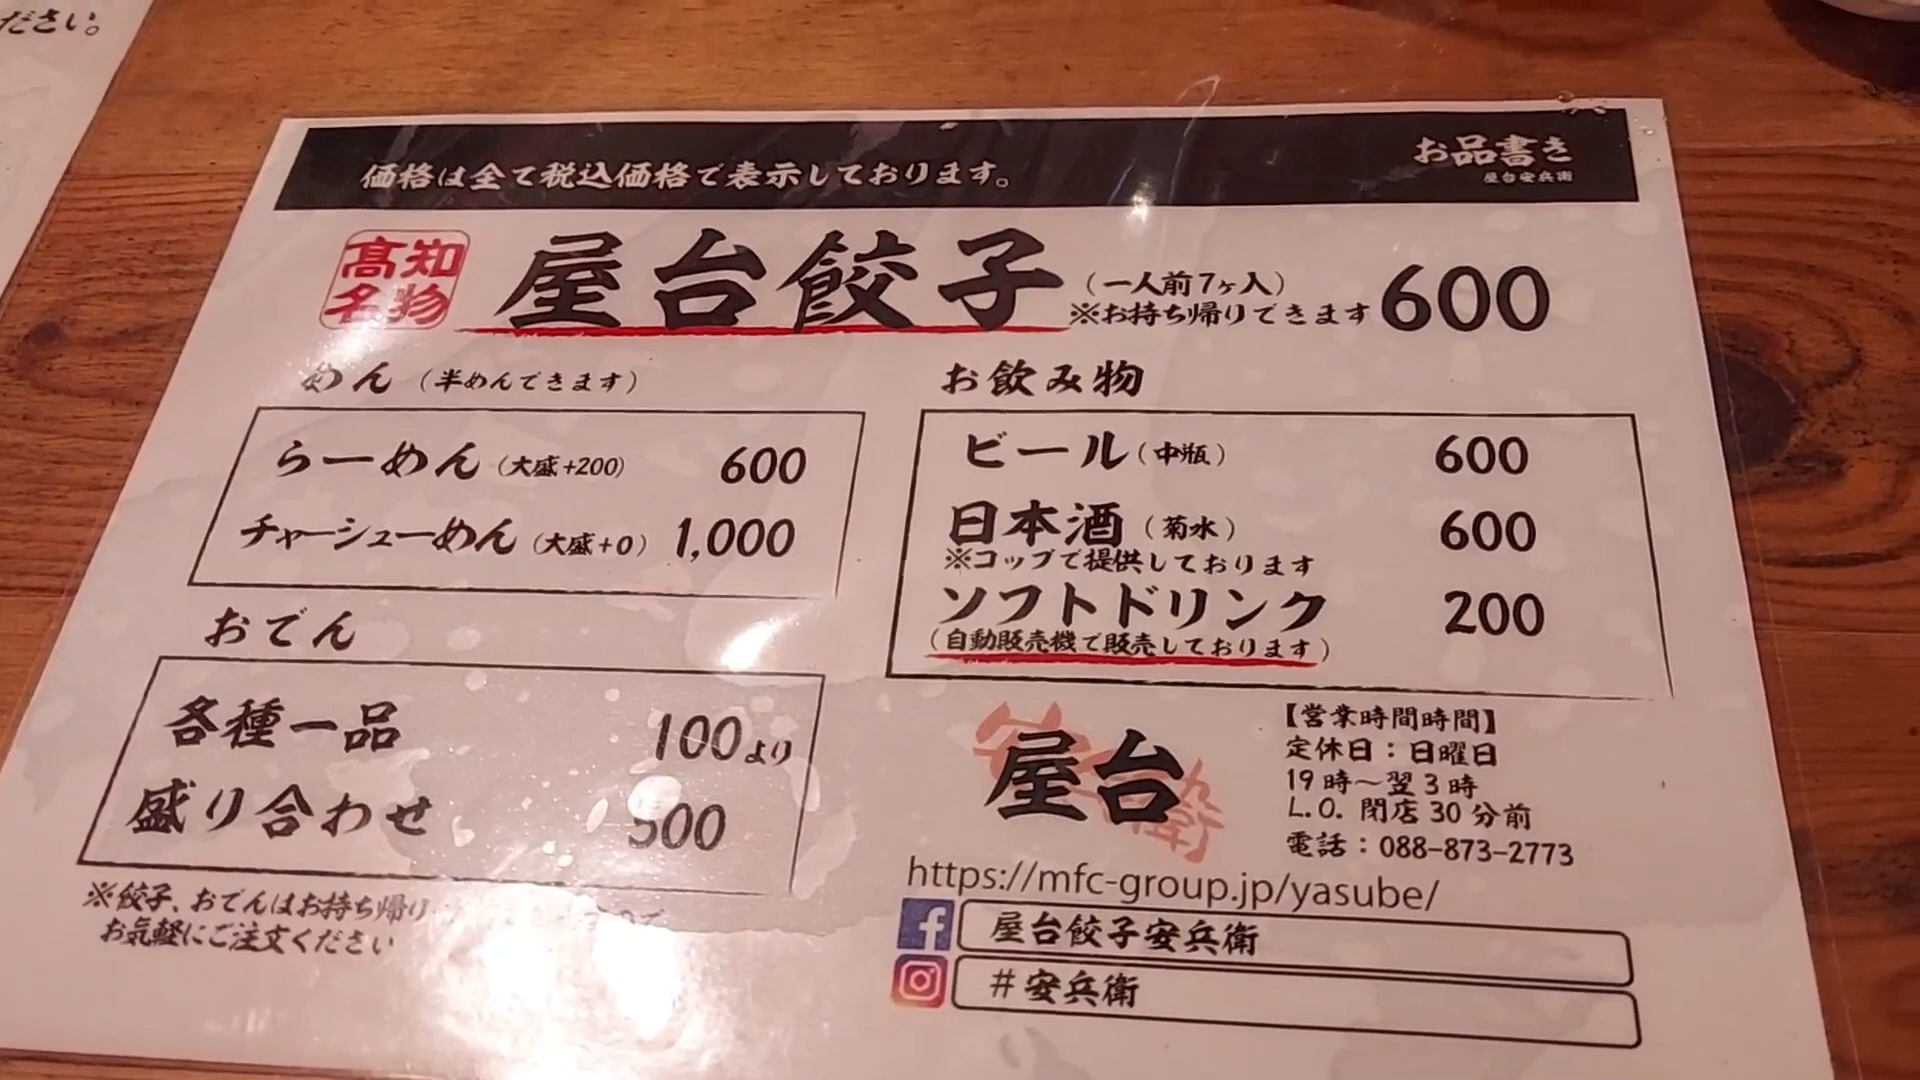 ださい。
価格は全て税込価格で表示しております。
お品書き
屋台安兵衛
高知名物
屋台餃子 (一人前7ヶ入) 600
※お持ち帰りできます
めん (半めんできます)
らーめん (大盛+200) 600
チャーシューめん (大盛+0) 1,000
おでん
各種一品 100より
盛り合わせ 500
※餃子、おでんはお持ち帰り
お気軽にご注文ください
お飲み物
ビール (中瓶) 600
日本酒 (菊水) 600
※コップで提供しております
ソフトドリンク 200
(自動販売機で販売しております)
屋台
【営業時間時間】
定休日：日曜日
19時～翌3時
L.O. 閉店30分前
電話：088-873-2773
https://mfc-group.jp/yasube/
屋台餃子安兵衛
#安兵衛